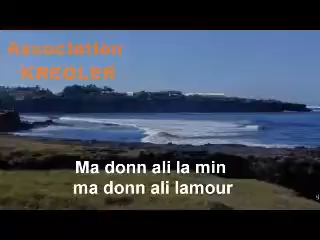 Association
KREOLER
Ma donn ali la min
ma donn ali lamour